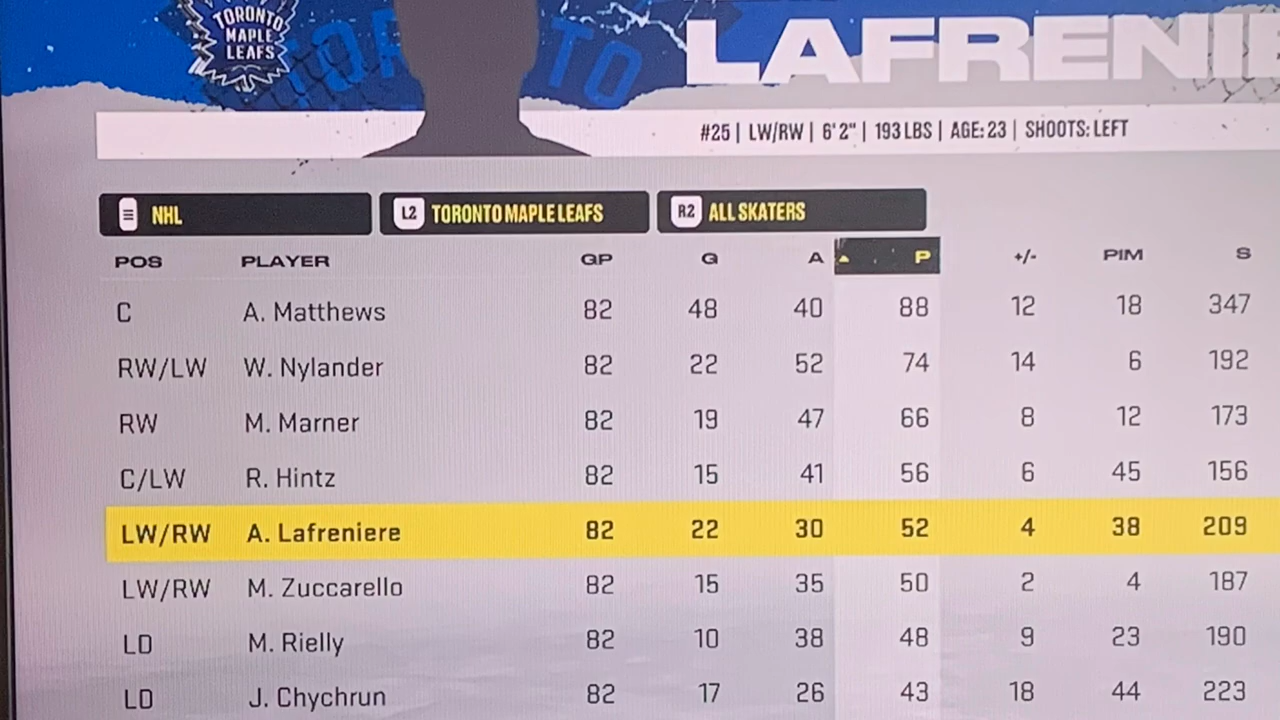 TORONTO
MAPLE
LEAFS
TO
LAFRENIE
#25 | LW/RW | 6'2" | 193 LBS | AGE: 23 | SHOOTS: LEFT
NHL L2 TORONTO MAPLE LEAFS R2 ALL SKATERS
POS PLAYER GP G A P +/- PIM S
C A. Matthews 82 48 40 88 12 18 347
RW/LW W. Nylander 82 22 52 74 14 6 192
RW M. Marner 82 19 47 66 8 12 173
C/LW R. Hintz 82 15 41 56 6 45 156
LW/RW A. Lafreniere 82 22 30 52 4 38 209
LW/RW M. Zuccarello 82 15 35 50 2 4 187
LD M. Rielly 82 10 38 48 9 23 190
LD J. Chychrun 82 17 26 43 18 44 223